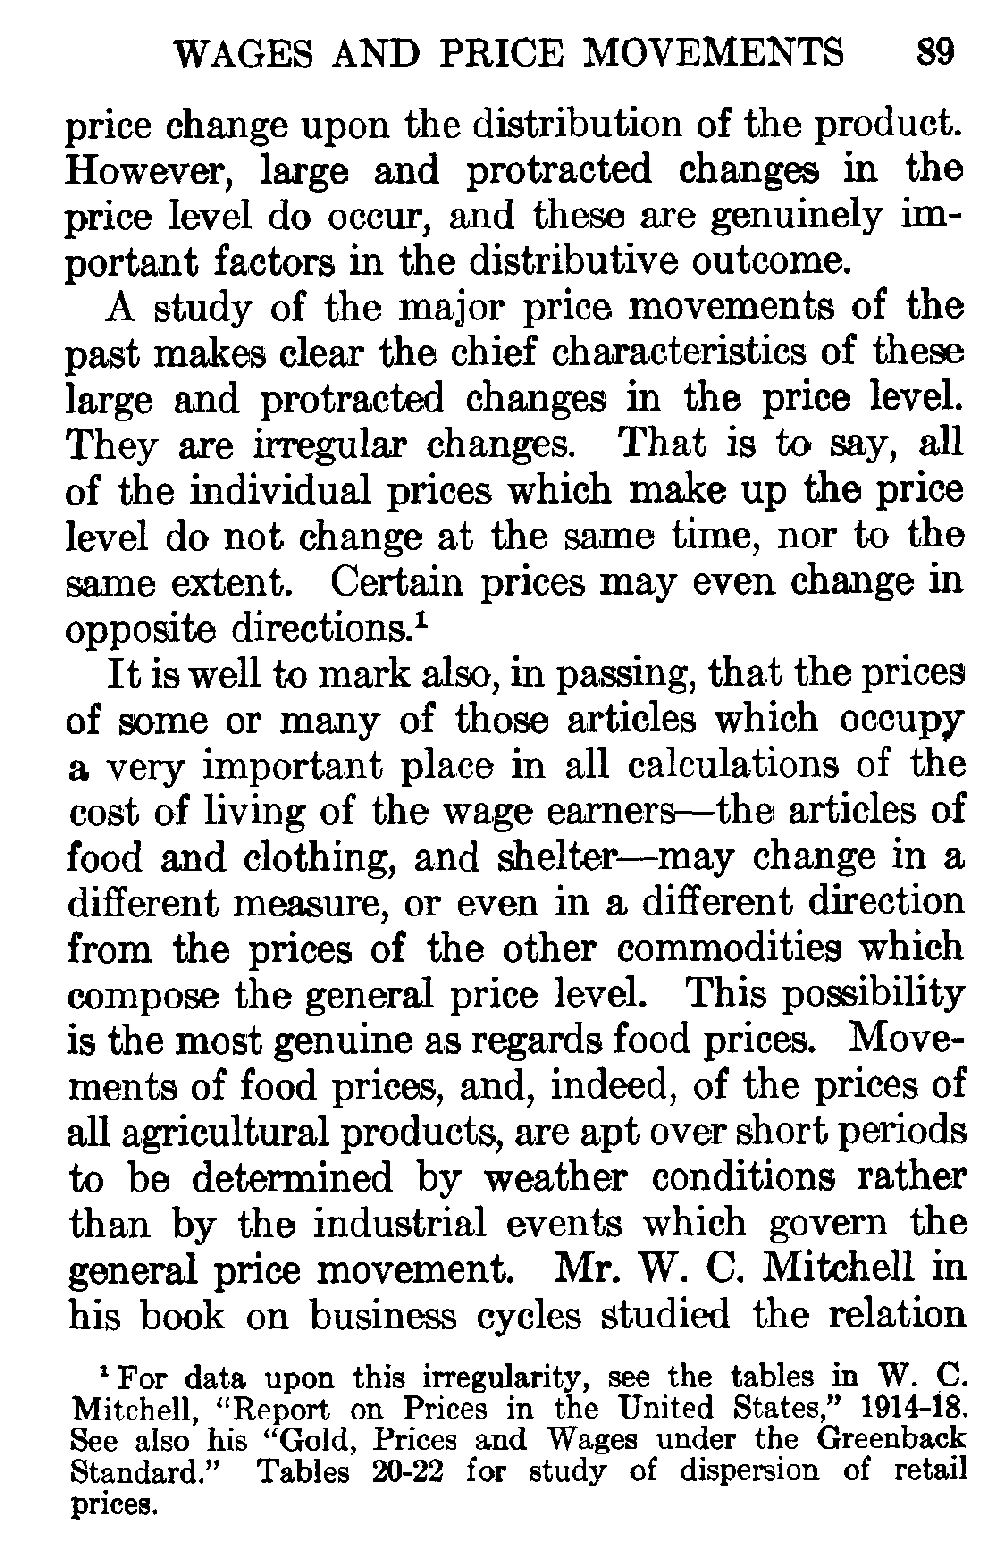 WAGES AND PRICE MOVEMENTS 89
price change upon the distribution of the product.
However, large and protracted changes in the
price level do occur, and these are genuinely im-
portant factors in the distributive outcome.
A study of the major price movements of the
past makes clear the chief characteristics of these
large and protracted changes in the price level.
They are irregular changes. That is to say, all
of the individual prices which make up the price
level do not change at the same time, nor to the
same extent. Certain prices may even change in
opposite directions.¹
It is well to mark also, in passing, that the prices
of some or many of those articles which occupy
a very important place in all calculations of the
cost of living of the wage earners—the articles of
food and clothing, and shelter—may change in a
different measure, or even in a different direction
from the prices of the other commodities which
compose the general price level. This possibility
is the most genuine as regards food prices. Move-
ments of food prices, and, indeed, of the prices of
all agricultural products, are apt over short periods
to be determined by weather conditions rather
than by the industrial events which govern the
general price movement. Mr. W. C. Mitchell in
his book on business cycles studied the relation
¹ For data upon this irregularity, see the tables in W. C.
Mitchell, "Report on Prices in the United States," 1914-18.
See also his "Gold, Prices and Wages under the Greenback
Standard." Tables 20-22 for study of dispersion of retail
prices.